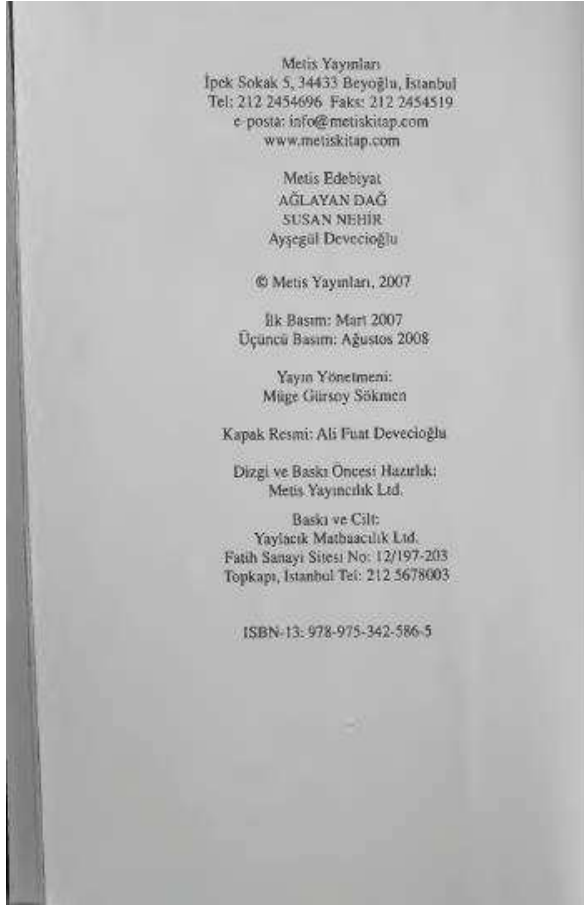 Metis Yayınları
İpek Sokak 5, 34433 Beyoğlu, İstanbul
Tel: 212 2454696 Faks: 212 2454519
e-posta: info@metiskitap.com
www.metiskitap.com
Metis Edebiyat
AĞLAYAN DAĞ
SUSAN NEHİR
Ayşegül Devecioğlu
© Metis Yayınları, 2007
İlk Basım: Mart 2007
Üçüncü Basım: Ağustos 2008
Yayın Yönetmeni:
Müge Gürsoy Sökmen
Kapak Resmi: Ali Fuat Devecioğlu
Dizgi ve Baskı Öncesi Hazırlık:
Metis Yayıncılık Ltd.
Baskı ve Cilt:
Yaylacık Matbaacılık Ltd.
Fatih Sanayi Sitesi No: 12/197-203
Topkapı, İstanbul Tel: 212 5678003
ISBN-13: 978-975-342-586-5